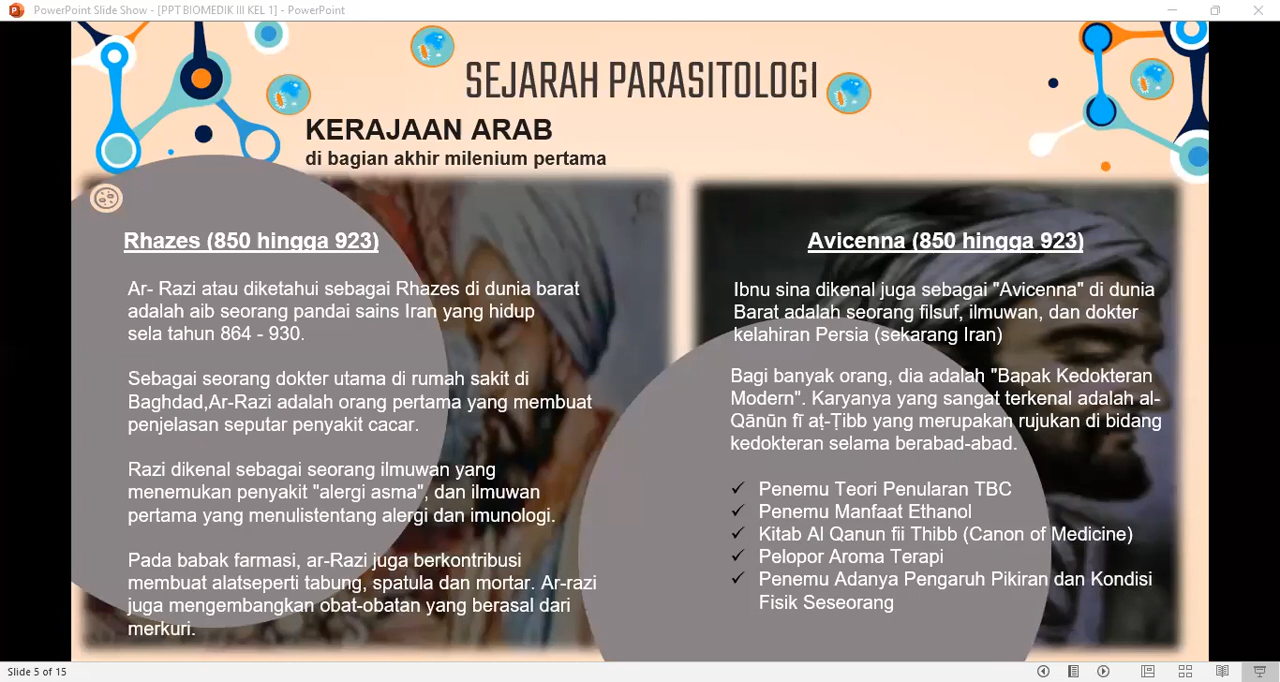 PowerPoint Slide Show - [PPT BIOMEDIK III KEL 1] - PowerPoint
SEJARAH PARASITOLOGI
KERAJAAN ARAB
di bagian akhir milenium pertama
Rhazes (850 hingga 923)
Ar- Razi atau diketahui sebagai Rhazes di dunia barat
adalah aib seorang pandai sains Iran yang hidup
sela tahun 864 - 930.
Sebagai seorang dokter utama di rumah sakit di
Baghdad,Ar-Razi adalah orang pertama yang membuat
penjelasan seputar penyakit cacar.
Razi dikenal sebagai seorang ilmuwan yang
menemukan penyakit "alergi asma", dan ilmuwan
pertama yang menulistentang alergi dan imunologi.
Pada babak farmasi, ar-Razi juga berkontribusi
membuat alatseperti tabung, spatula dan mortar. Ar-razi
juga mengembangkan obat-obatan yang berasal dari
merkuri.
Avicenna (850 hingga 923)
Ibnu sina dikenal juga sebagai "Avicenna" di dunia
Barat adalah seorang filsuf, ilmuwan, dan dokter
kelahiran Persia (sekarang Iran)
Bagi banyak orang, dia adalah "Bapak Kedokteran
Modern". Karyanya yang sangat terkenal adalah al-
Qānūn fī aṭ-Ṭibb yang merupakan rujukan di bidang
kedokteran selama berabad-abad.
✓ Penemu Teori Penularan TBC
✓ Penemu Manfaat Ethanol
✓ Kitab Al Qanun fii Thibb (Canon of Medicine)
✓ Pelopor Aroma Terapi
✓ Penemu Adanya Pengaruh Pikiran dan Kondisi
Fisik Seseorang
Slide 5 of 15